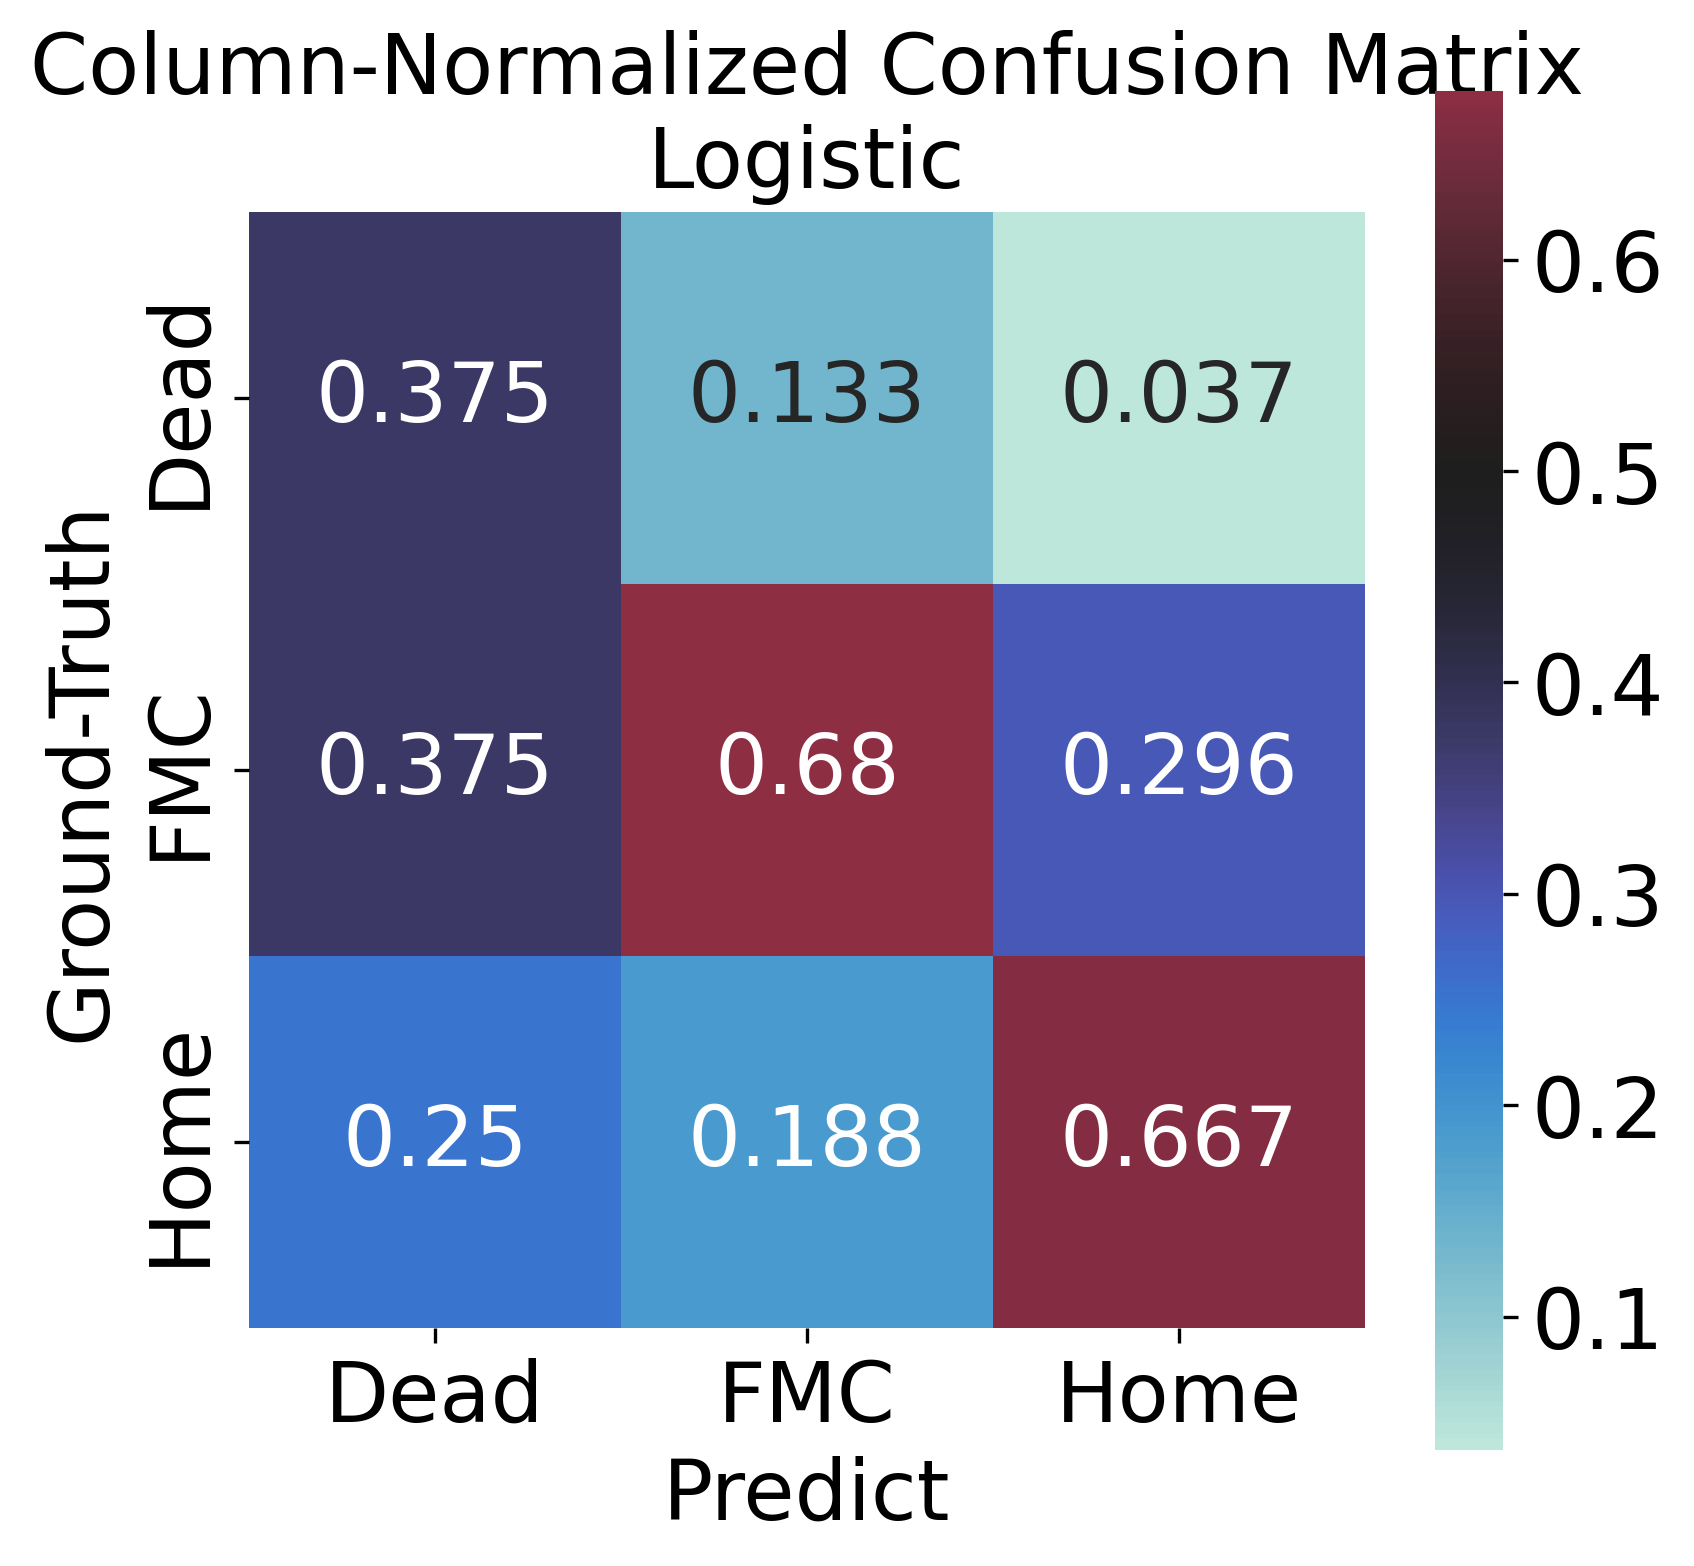 Column-Normalized Confusion Matrix
Logistic
Ground-Truth
Dead
0.375 0.133 0.037
FMC
0.375 0.68 0.296
Home
0.25 0.188 0.667
Dead FMC Home
Predict
0.6
0.5
0.4
0.3
0.2
0.1